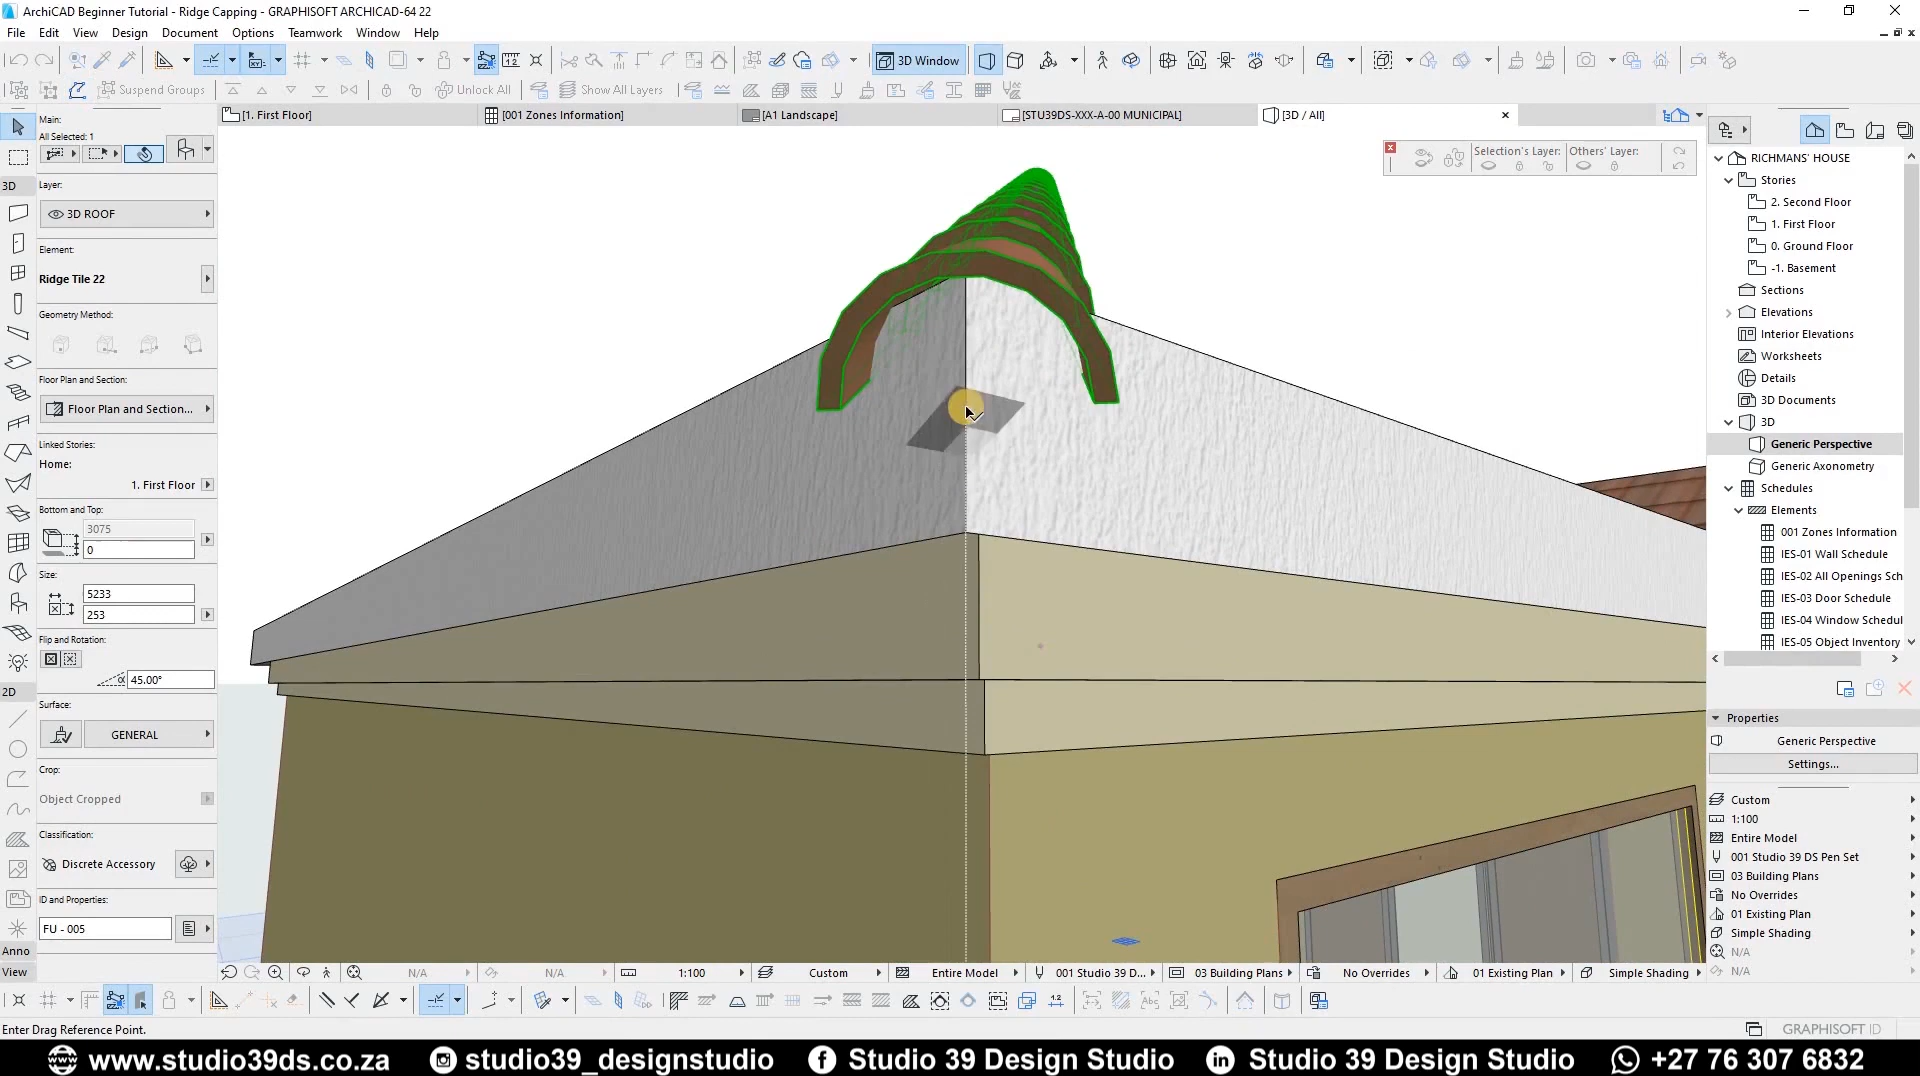 ArchiCAD Beginner Tutorial - Ridge Capping - GRAPHISOFT ARCHICAD-64 22
File Edit View Design Document Options Teamwork Window Help
3D Window
Suspend Groups Unlock All Show All Layers
[1. First Floor] [001 Zones Information] [A1 Landscape] [STU39DS-XXX-A-00 MUNICIPAL] [3D / All]
Main:
All Selected: 1
3D
Layer:
3D ROOF
Element:
Ridge Tile 22
Geometry Method:
Floor Plan and Section:
Floor Plan and Section...
Linked Stories:
Home:
1. First Floor
Bottom and Top:
3075
0
Size:
5233
253
Flip and Rotation:
45.00°
2D
Surface:
GENERAL
Crop:
Object Cropped
Classification:
Discrete Accessory
ID and Properties:
FU - 005
Anno
View
Selection's Layer: Others' Layer:
RICHMANS' HOUSE
Stories
2. Second Floor
1. First Floor
0. Ground Floor
-1. Basement
Sections
Elevations
Interior Elevations
Worksheets
Details
3D Documents
3D
Generic Perspective
Generic Axonometry
Schedules
Elements
001 Zones Information
IES-01 Wall Schedule
IES-02 All Openings Sch
IES-03 Door Schedule
IES-04 Window Schedul
IES-05 Object Inventory
Properties
Generic Perspective
Settings...
Custom
1:100
Entire Model
001 Studio 39 DS Pen Set
03 Building Plans
No Overrides
01 Existing Plan
Simple Shading
N/A
N/A
N/A N/A 1:100 Custom Entire Model 001 Studio 39 D... 03 Building Plans No Overrides 01 Existing Plan Simple Shading
Enter Drag Reference Point.
GRAPHISOFT ID
www.studio39ds.co.za studio39_designstudio Studio 39 Design Studio Studio 39 Design Studio +27 76 307 6832